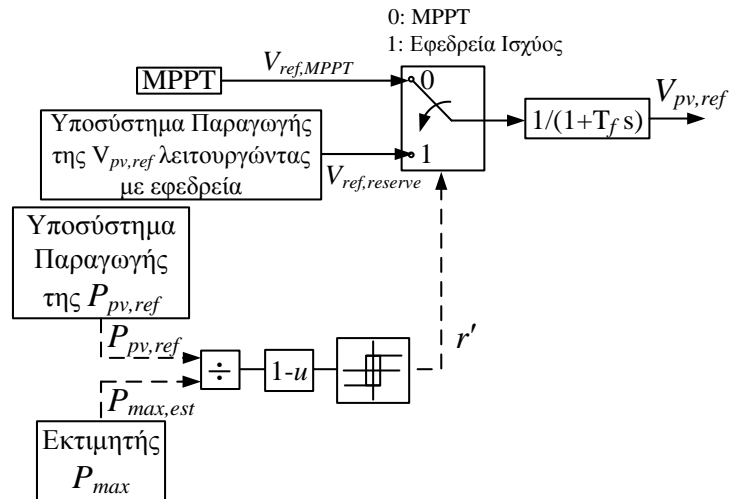 0: MPPT
1: Εφεδρεία Ισχύος
MPPT
V_{ref,MPPT}
0
1/(1+T_f s)
V_{pv,ref}
Υποσύστημα Παραγωγής
της V_{pv,ref} λειτουργώντας
με εφεδρεία
1
V_{ref,reserve}
Υποσύστημα
Παραγωγής
της P_{pv,ref}
P_{pv,ref}
÷
1-u
r'
P_{max,est}
Εκτιμητής
P_{max}